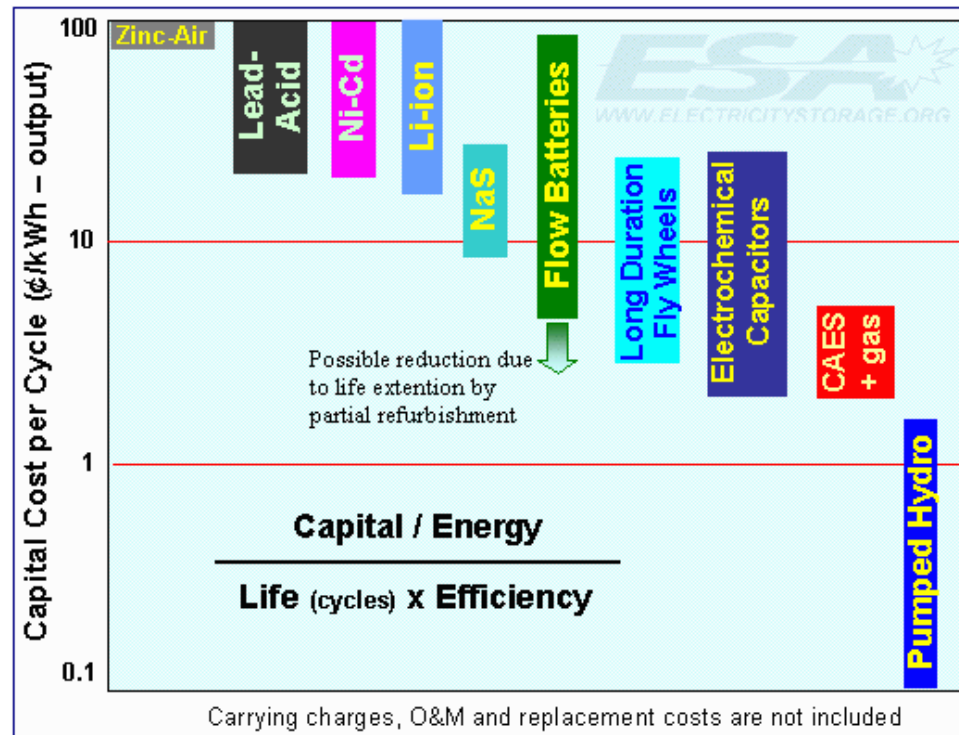 Capital Cost per Cycle (¢/kWh – output)
100
10
1
0.1
Zinc-Air
Lead-
Acid
Ni-Cd
Li-ion
NaS
Flow Batteries
Long Duration
Fly Wheels
Electrochemical
Capacitors
CAES
+ gas
Pumped Hydro
ESA
WWW.ELECTRICITYSTORAGE.ORG
Possible reduction due
to life extention by
partial refurbishment
Capital / Energy
Life (cycles) x Efficiency
Carrying charges, O&M and replacement costs are not included